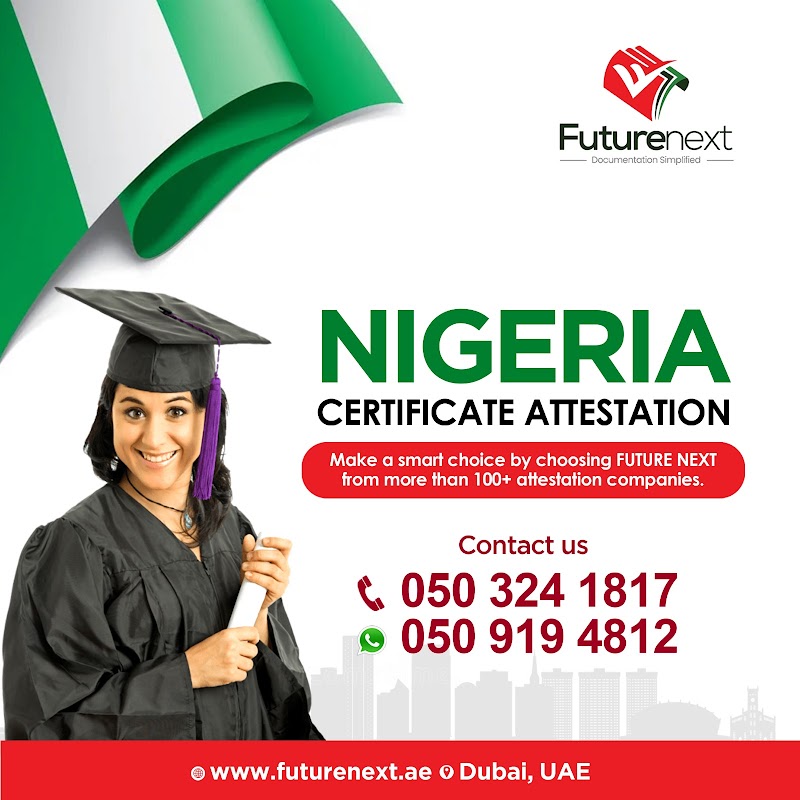 Futurenext
Documentation Simplified
NIGERIA
CERTIFICATE ATTESTATION
Make a smart choice by choosing FUTURE NEXT
from more than 100+ attestation companies.
Contact us
050 324 1817
050 919 4812
www.futurenext.ae Dubai, UAE